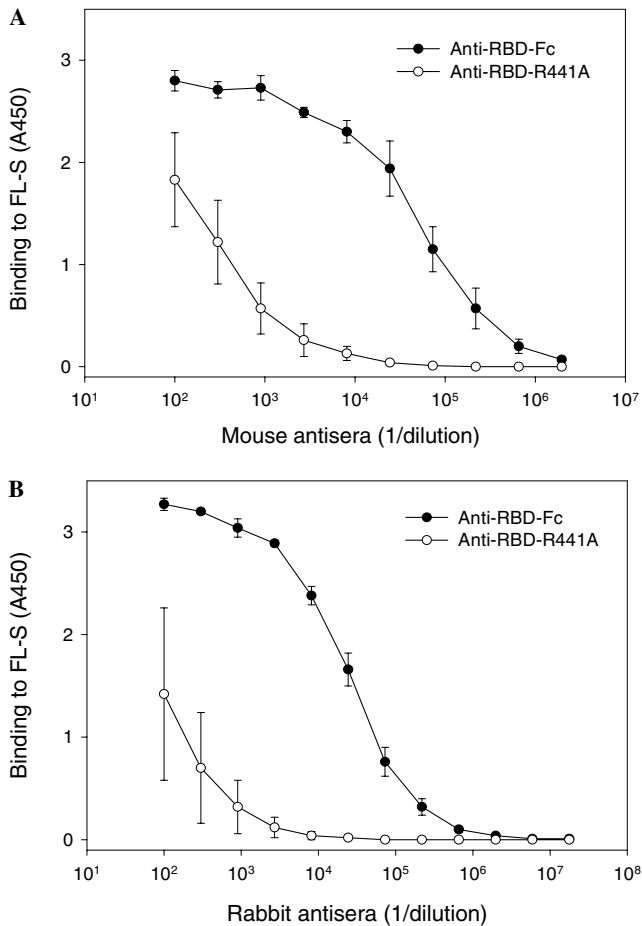 A
Anti-RBD-Fc
Anti-RBD-R441A
3
2
1
0
Binding to FL-S (A450)
10¹ 10² 10³ 10⁴ 10⁵ 10⁶ 10⁷
Mouse antisera (1/dilution)
B
Anti-RBD-Fc
Anti-RBD-R441A
3
2
1
0
Binding to FL-S (A450)
10¹ 10² 10³ 10⁴ 10⁵ 10⁶ 10⁷ 10⁸
Rabbit antisera (1/dilution)